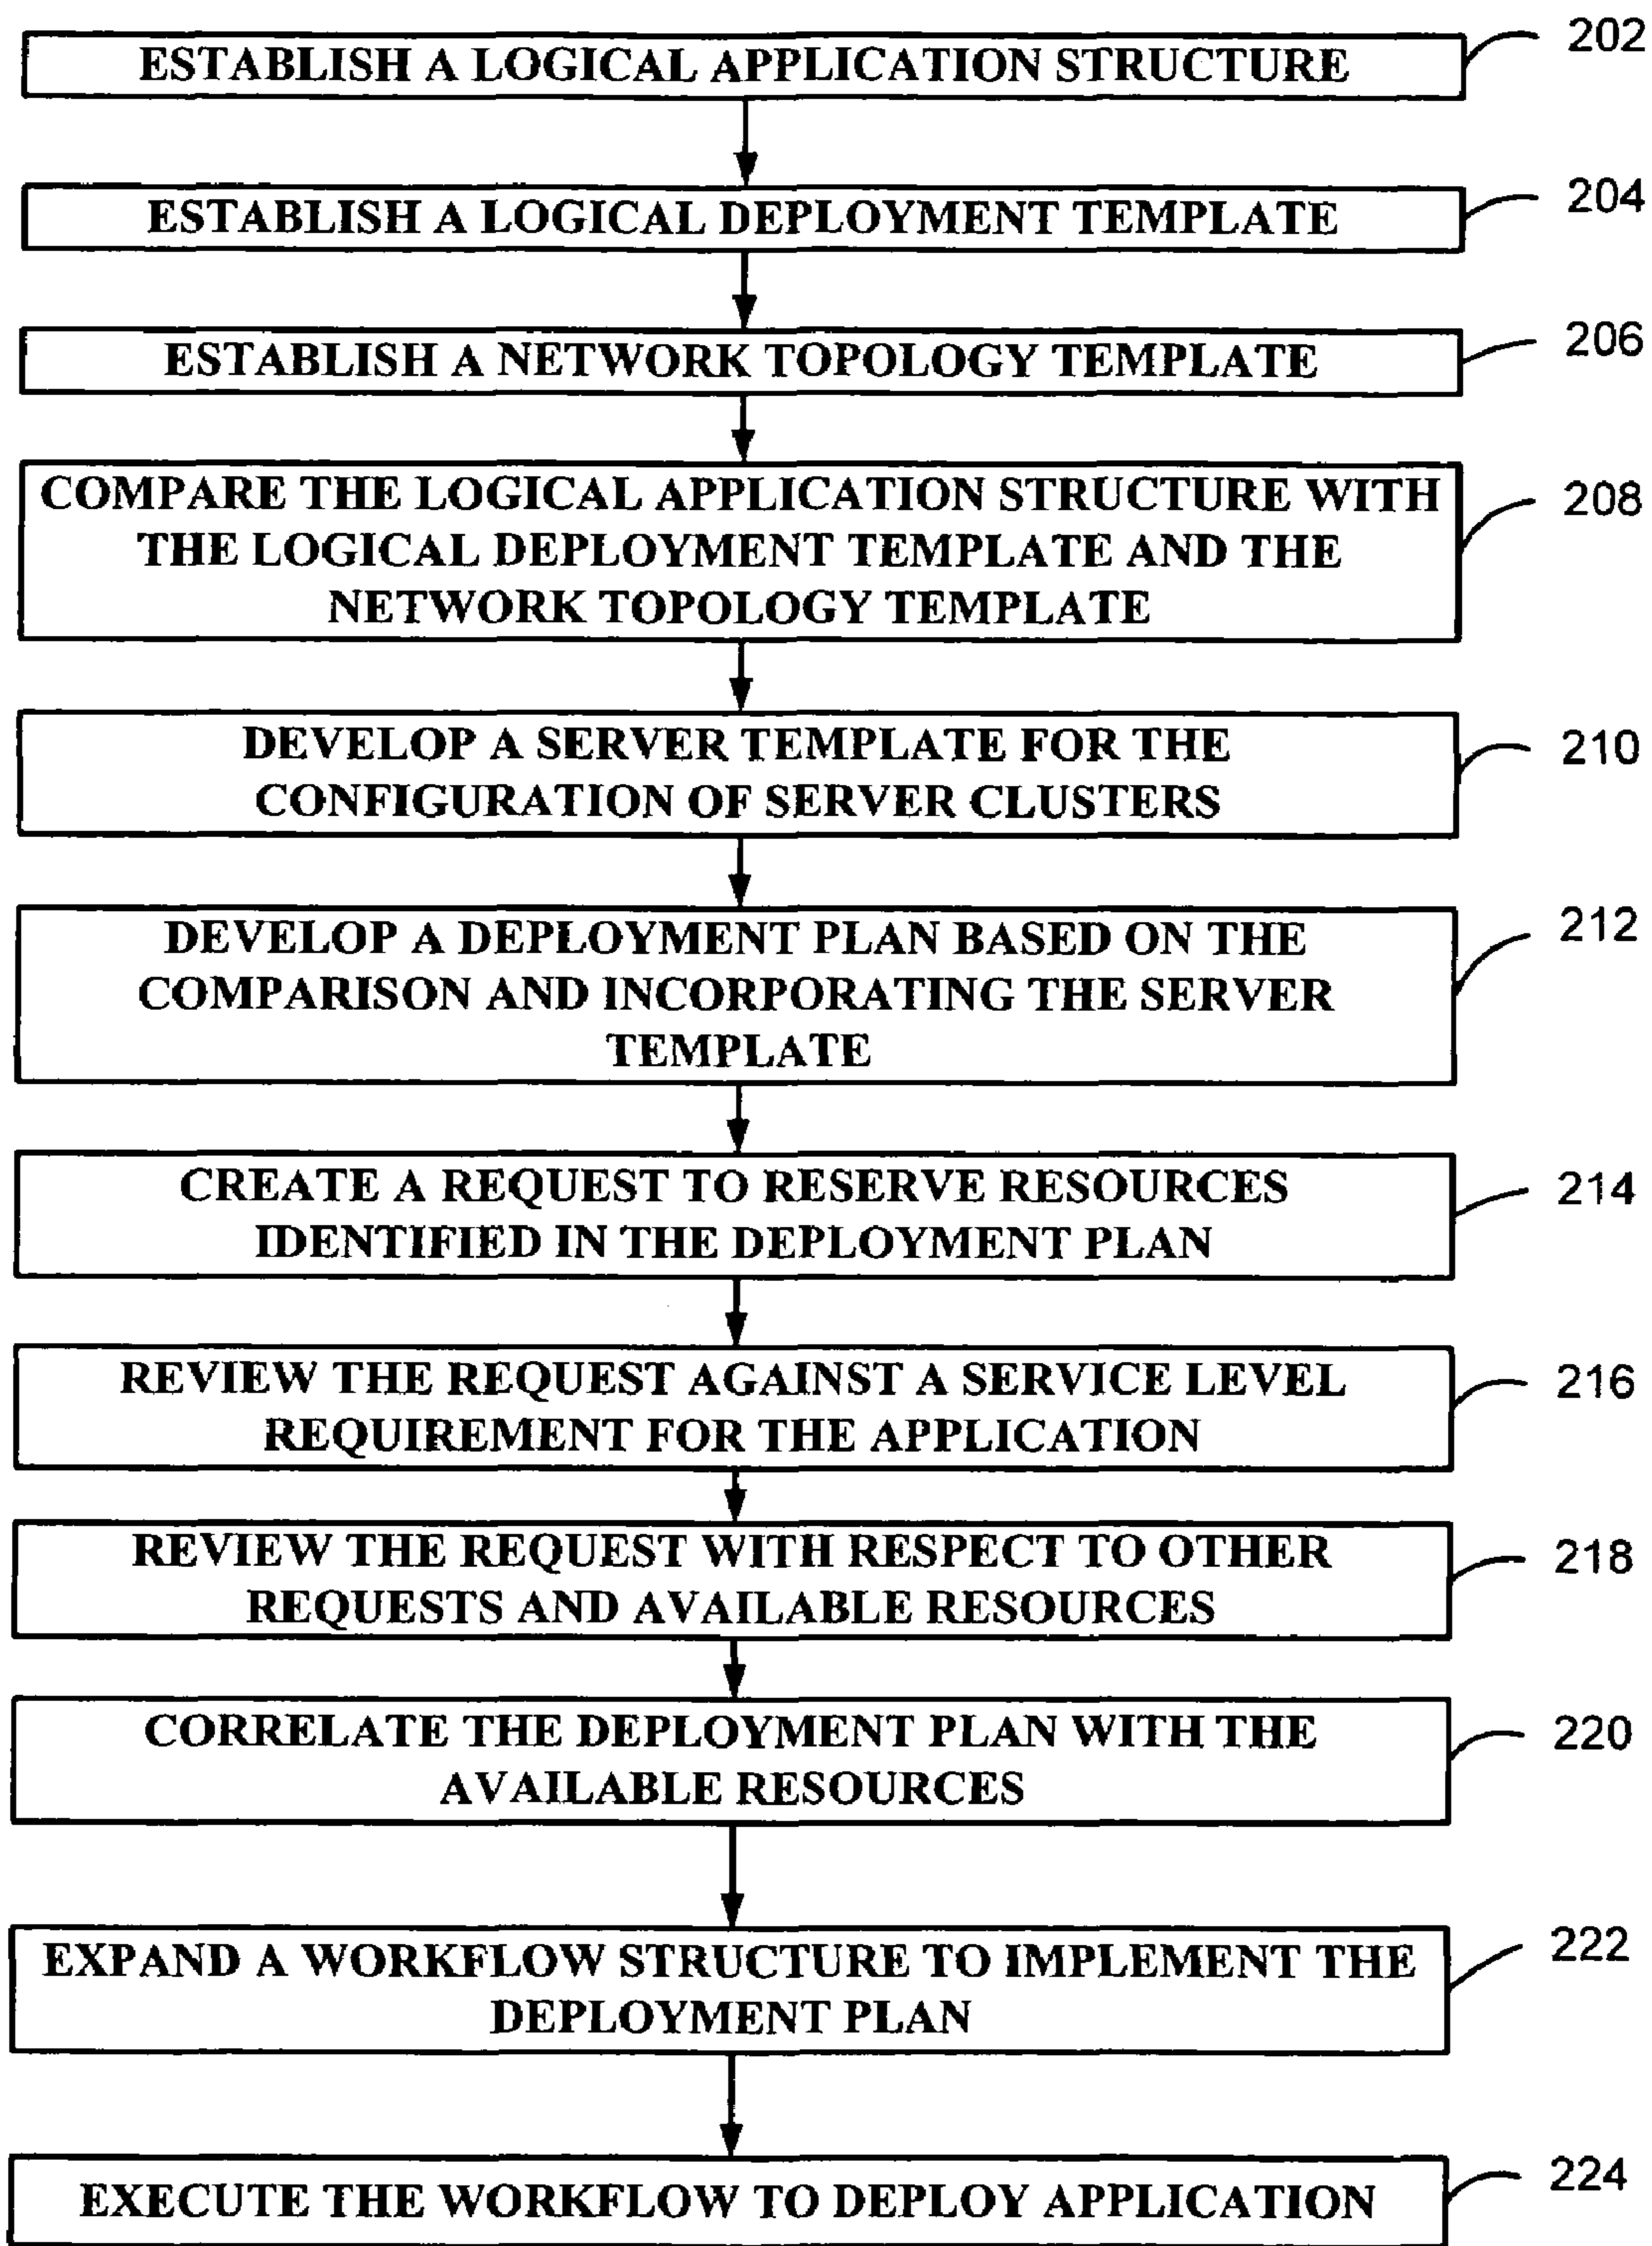 ESTABLISH A LOGICAL APPLICATION STRUCTURE
202
ESTABLISH A LOGICAL DEPLOYMENT TEMPLATE
204
ESTABLISH A NETWORK TOPOLOGY TEMPLATE
206
COMPARE THE LOGICAL APPLICATION STRUCTURE WITH
THE LOGICAL DEPLOYMENT TEMPLATE AND THE
NETWORK TOPOLOGY TEMPLATE
208
DEVELOP A SERVER TEMPLATE FOR THE
CONFIGURATION OF SERVER CLUSTERS
210
DEVELOP A DEPLOYMENT PLAN BASED ON THE
COMPARISON AND INCORPORATING THE SERVER
TEMPLATE
212
CREATE A REQUEST TO RESERVE RESOURCES
IDENTIFIED IN THE DEPLOYMENT PLAN
214
REVIEW THE REQUEST AGAINST A SERVICE LEVEL
REQUIREMENT FOR THE APPLICATION
216
REVIEW THE REQUEST WITH RESPECT TO OTHER
REQUESTS AND AVAILABLE RESOURCES
218
CORRELATE THE DEPLOYMENT PLAN WITH THE
AVAILABLE RESOURCES
220
EXPAND A WORKFLOW STRUCTURE TO IMPLEMENT THE
DEPLOYMENT PLAN
222
EXECUTE THE WORKFLOW TO DEPLOY APPLICATION
224